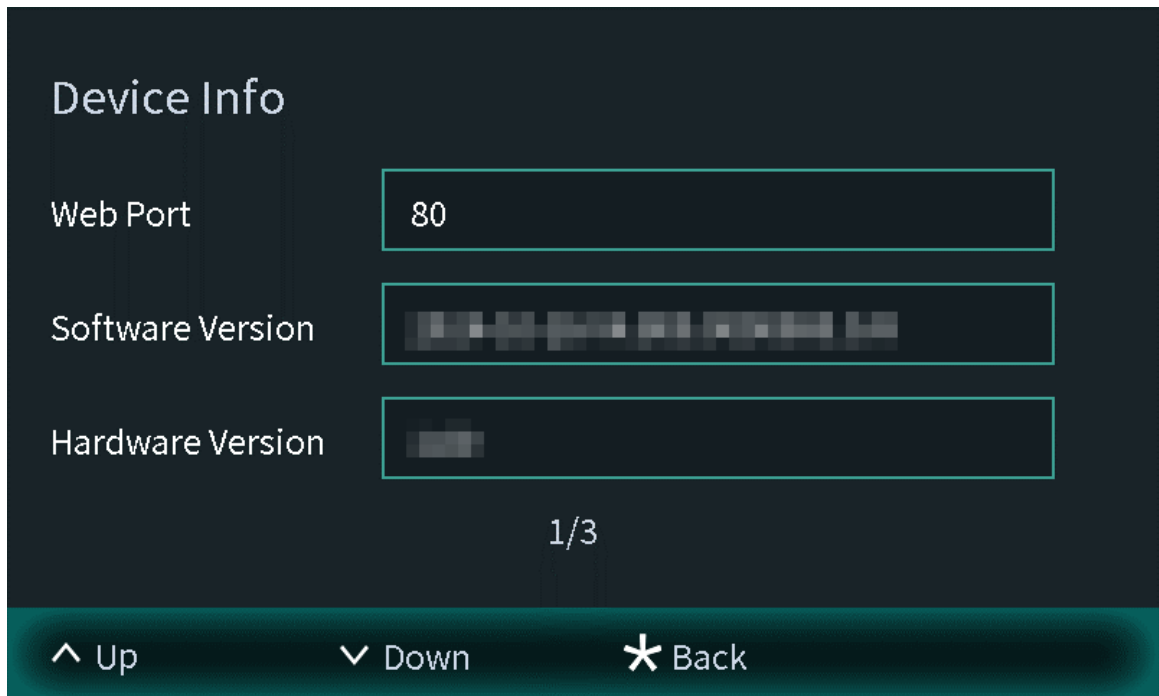 Device Info
Web Port 80
Software Version
Hardware Version
1/3
Up Down * Back